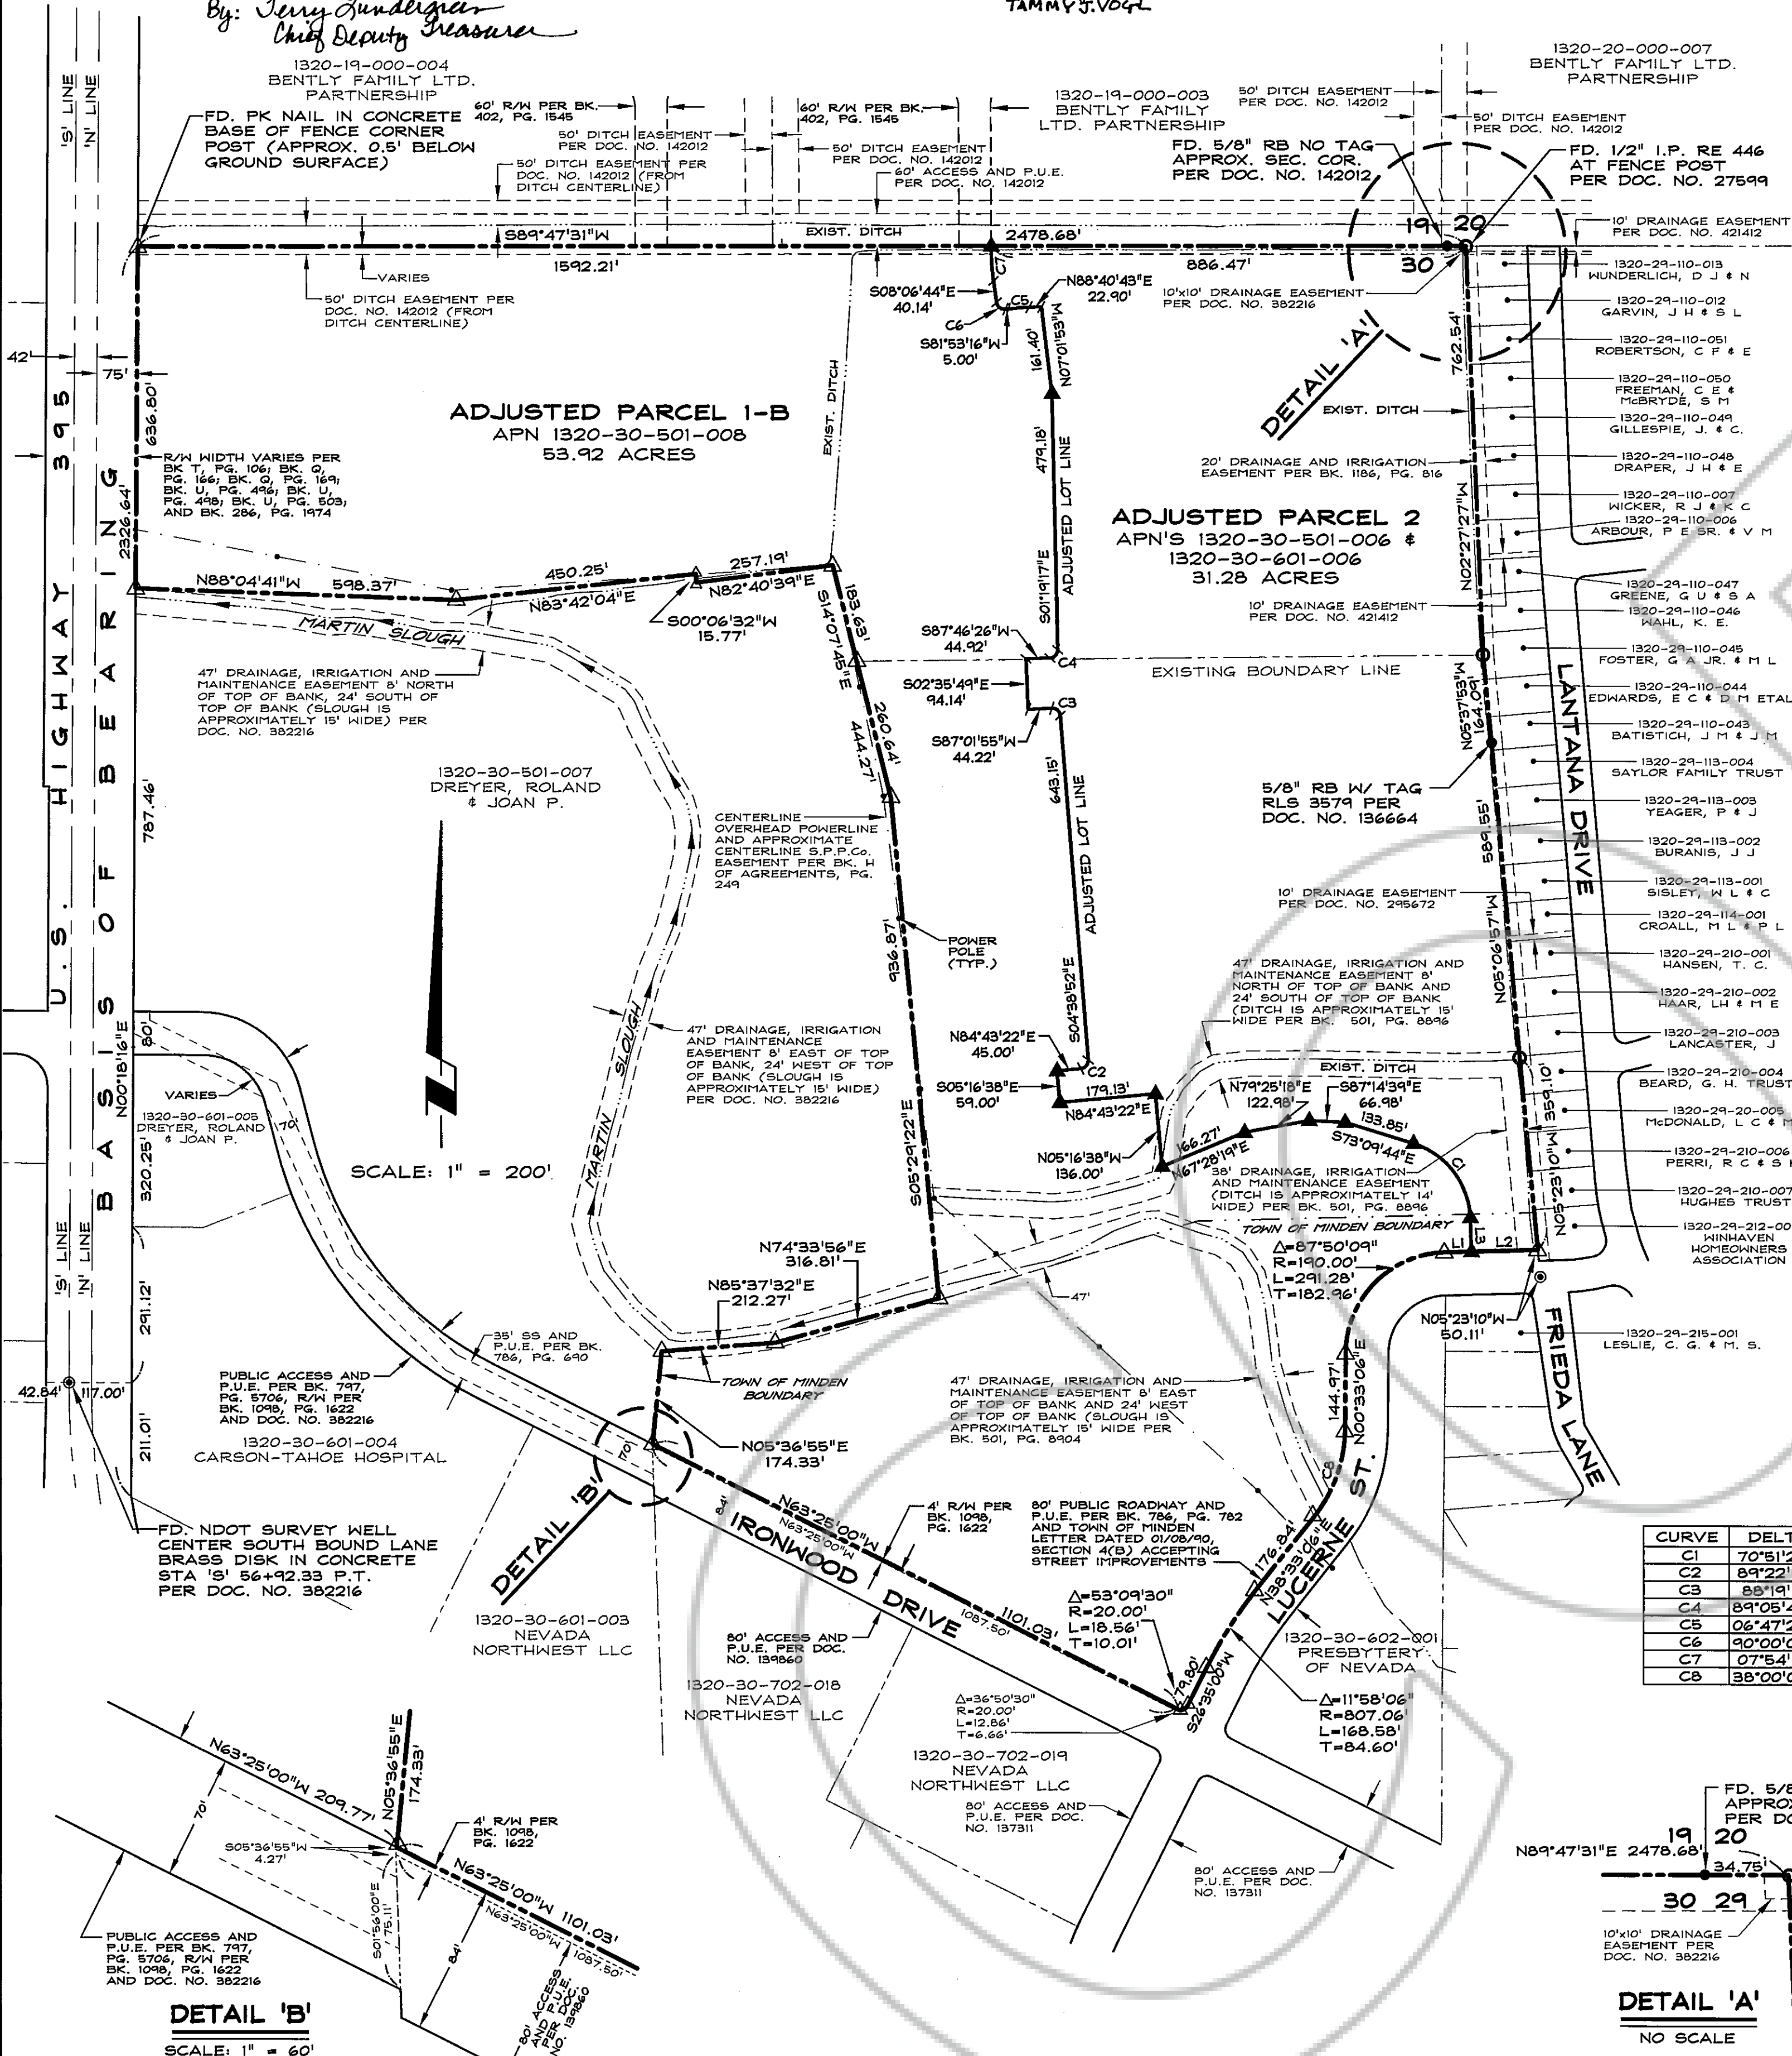 By: Terry Lundergreen
Chief Deputy Treasurer
TAMMY J. VOGL
1320-19-000-004
BENTLY FAMILY LTD.
PARTNERSHIP
1320-20-000-007
BENTLY FAMILY LTD.
PARTNERSHIP
'S' LINE
'N' LINE
FD. PK NAIL IN CONCRETE
BASE OF FENCE CORNER
POST (APPROX. 0.5' BELOW
GROUND SURFACE)
60' R/W PER BK.
402, PG. 1545
50' DITCH EASEMENT
PER DOC. NO. 142012
50' DITCH EASEMENT PER
DOC. NO. 142012 (FROM
DITCH CENTERLINE)
60' R/W PER BK.
402, PG. 1545
50' DITCH EASEMENT
PER DOC. NO. 142012
60' ACCESS AND P.U.E.
PER DOC. NO. 142012
1320-19-000-003
BENTLY FAMILY
LTD. PARTNERSHIP
50' DITCH EASEMENT
PER DOC. NO. 142012
50' DITCH EASEMENT
PER DOC. NO. 142012
FD. 5/8" RB NO TAG
APPROX. SEC. COR.
PER DOC. NO. 142012
FD. 1/2" I.P. RE 446
AT FENCE POST
PER DOC. NO. 27599
19 20
30
10' DRAINAGE EASEMENT
PER DOC. NO. 421412
S89°47'31"W
EXIST. DITCH
2478.68'
1592.21'
886.47'
VARIES
50' DITCH EASEMENT PER
DOC. NO. 142012 (FROM
DITCH CENTERLINE)
C7
S08°06'44"E
40.14'
C5
N88°40'43"E
22.90'
C6
S81°53'16"W
5.00'
161.40'
N07°01'53"W
10'x10' DRAINAGE EASEMENT
PER DOC. NO. 382216
DETAIL 'A'
762.54'
EXIST. DITCH
1320-29-110-013
WUNDERLICH, D J & N
1320-29-110-012
GARVIN, J H & S L
1320-29-110-051
ROBERTSON, C F & E
1320-29-110-050
FREEMAN, C E &
McBRYDE, S M
1320-29-110-049
GILLESPIE, J. & C.
1320-29-110-048
DRAPER, J H & E
1320-29-110-007
WICKER, R J & K C
1320-29-110-006
ARBOUR, P E SR. & V M
1320-29-110-047
GREENE, G U & S A
1320-29-110-046
WAHL, K. E.
1320-29-110-045
FOSTER, G A JR. & M L
1320-29-110-044
EDWARDS, E C & D M ETAL
1320-29-110-043
BATISTICH, J M & J M
1320-29-113-004
SAYLOR FAMILY TRUST
1320-29-113-003
YEAGER, P & J
1320-29-113-002
BURANIS, J J
1320-29-113-001
SISLEY, W L & C
1320-29-114-001
CROALL, M L & P L
1320-29-210-001
HANSEN, T. C.
1320-29-210-002
HAAR, LH & M E
1320-29-210-003
LANCASTER, J
1320-29-210-004
BEARD, G. H. TRUST
1320-29-20-005
McDONALD, L C & M
1320-29-210-006
PERRI, R C & S
1320-29-210-007
HUGHES TRUST
1320-29-212-00
WINHAVEN
HOMEOWNERS
ASSOCIATION
1320-29-215-001
LESLIE, C. G. & M. S.
42'
75'
U.S. HIGHWAY 395
BASIS OF BEARING
636.80'
2326.64'
R/W WIDTH VARIES PER
BK T, PG. 106; BK. Q,
PG. 166; BK. Q, PG. 169;
BK. U, PG. 496; BK. U,
PG. 498; BK. U, PG. 503;
AND BK. 286, PG. 1974
ADJUSTED PARCEL 1-B
APN 1320-30-501-008
53.92 ACRES
EXIST. DITCH
479.18'
S01°19'17"E
ADJUSTED LOT LINE
20' DRAINAGE AND IRRIGATION
EASEMENT PER BK. 1186, PG. 816
ADJUSTED PARCEL 2
APN'S 1320-30-501-006 &
1320-30-601-006
31.28 ACRES
N02°27'27"W
10' DRAINAGE EASEMENT
PER DOC. NO. 421412
N88°04'41"W
598.37'
450.25'
N83°42'04"E
257.19'
N82°40'39"E
S00°06'32"W
15.77'
183.63'
S14°07'45"E
MARTIN SLOUGH
47' DRAINAGE, IRRIGATION AND
MAINTENANCE EASEMENT 8' NORTH
OF TOP OF BANK, 24' SOUTH OF
TOP OF BANK (SLOUGH IS
APPROXIMATELY 15' WIDE) PER
DOC. NO. 382216
S87°46'26"W
44.92'
C4
EXISTING BOUNDARY LINE
S02°35'49"E
94.14'
C3
S87°01'55"W
44.22'
260.64'
444.27'
N05°37'53"W
164.09'
LANTANA DRIVE
787.46'
1320-30-501-007
DREYER, ROLAND
& JOAN P.
643.15'
ADJUSTED LOT LINE
S04°38'52"E
5/8" RB W/ TAG
RLS 3579 PER
DOC. NO. 136664
589.55'
N05°06'57"W
CENTERLINE
OVERHEAD POWERLINE
AND APPROXIMATE
CENTERLINE S.P.P.Co.
EASEMENT PER BK. H
OF AGREEMENTS, PG.
249
936.87'
POWER
POLE
(TYP.)
10' DRAINAGE EASEMENT
PER DOC. NO. 295672
47' DRAINAGE, IRRIGATION AND
MAINTENANCE EASEMENT 8'
NORTH OF TOP OF BANK AND
24' SOUTH OF TOP OF BANK
(DITCH IS APPROXIMATELY 15'
WIDE PER BK. 501, PG. 8896
N00°18'16"E
80'
VARIES
1320-30-601-005
DREYER, ROLAND
& JOAN P.
70'
320.25'
SCALE: 1" = 200'
MARTIN SLOUGH
47' DRAINAGE, IRRIGATION
AND MAINTENANCE
EASEMENT 8' EAST OF TOP
OF BANK, 24' WEST OF TOP
OF BANK (SLOUGH IS
APPROXIMATELY 15' WIDE)
PER DOC. NO. 382216
S05°29'22"E
N84°43'22"E
45.00'
C2
S05°16'38"E
59.00'
179.13'
N84°43'22"E
N05°16'38"W
136.00'
EXIST. DITCH
N79°25'18"E
122.98'
S87°14'39"E
66.98'
166.27'
N67°28'19"E
133.85'
S73°09'44"E
C1
359.10'
N05°23'10"W
38' DRAINAGE, IRRIGATION
AND MAINTENANCE EASEMENT
(DITCH IS APPROXIMATELY 14'
WIDE) PER BK. 501, PG. 8896
TOWN OF MINDEN BOUNDARY
L1
L3
L2
Δ=87°50'09"
R=190.00'
L=291.28'
T=182.96'
N05°23'10"W
50.11'
'S' LINE
'N' LINE
291.12'
N74°33'56"E
316.81'
N85°37'32"E
212.27'
47'
35' SS AND
P.U.E. PER BK.
786, PG. 690
TOWN OF MINDEN
BOUNDARY
42.84'
117.00'
211.01'
PUBLIC ACCESS AND
P.U.E. PER BK. 797,
PG. 5706, R/W PER
BK. 1098, PG. 1622
AND DOC. NO. 382216
1320-30-601-004
CARSON-TAHOE HOSPITAL
70'
N05°36'55"E
174.33'
47' DRAINAGE, IRRIGATION AND
MAINTENANCE EASEMENT 8' EAST
OF TOP OF BANK AND 24' WEST
OF TOP OF BANK (SLOUGH IS
APPROXIMATELY 15' WIDE PER
BK. 501, PG. 8904
144.97'
N00°33'06"E
FRIEDA LANE
C8
FD. NDOT SURVEY WELL
CENTER SOUTH BOUND LANE
BRASS DISK IN CONCRETE
STA 'S' 56+92.33 P.T.
PER DOC. NO. 382216
DETAIL 'B'
84'
N63°25'00"W
N63°25'00"W
IRONWOOD DRIVE
4' R/W PER
BK. 1098,
PG. 1622
80' PUBLIC ROADWAY AND
P.U.E. PER BK. 786, PG. 782
AND TOWN OF MINDEN
LETTER DATED 01/08/90,
SECTION 4(B) ACCEPTING
STREET IMPROVEMENTS
176.84'
N38°33'06"E
LUCERNE ST.
1101.03'
1087.50'
Δ=53°09'30"
R=20.00'
L=18.56'
T=10.01'
1320-30-601-003
NEVADA
NORTHWEST LLC
80' ACCESS AND
P.U.E. PER DOC.
NO. 139860
1320-30-702-018
NEVADA
NORTHWEST LLC
1320-30-602-001
PRESBYTERY
OF NEVADA
79.80'
S26°35'00"W
Δ=11°58'06"
R=807.06'
L=168.58'
T=84.60'
Δ=36°50'30"
R=20.00'
L=12.86'
T=6.66'
1320-30-702-019
NEVADA
NORTHWEST LLC
80' ACCESS AND
P.U.E. PER DOC.
NO. 137311
80' ACCESS AND
P.U.E. PER DOC.
NO. 137311
CURVE DELT
C1 70°51'2
C2 89°22'
C3 88°19'
C4 89°05'4
C5 06°47'2
C6 90°00'0
C7 07°54'
C8 38°00'0
N63°25'00"W 209.77'
70'
N05°36'55"E
174.33'
S05°36'55"W
4.27'
4' R/W PER
BK. 1098,
PG. 1622
N63°25'00"W 1101.03'
N63°25'00"W
1087.50'
S01°56'00"E
75.11'
84'
PUBLIC ACCESS AND
P.U.E. PER BK. 797,
PG. 5706, R/W PER
BK. 1098, PG. 1622
AND DOC. NO. 382216
80' ACCESS
AND P.U.E.
PER DOC.
NO. 139860
DETAIL 'B'
SCALE: 1" = 60'
FD. 5/8
APPROX
PER DO
19 20
N89°47'31"E 2478.68'
34.75'
30 29
10'x10' DRAINAGE
EASEMENT PER
DOC. NO. 382216
DETAIL 'A'
NO SCALE